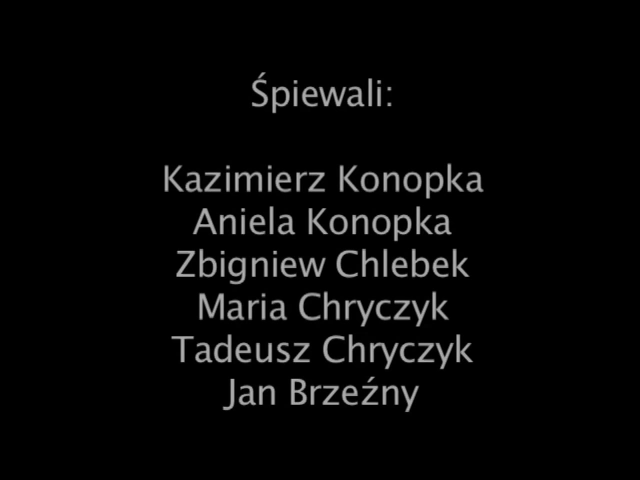 Śpiewali:
Kazimierz Konopka
Aniela Konopka
Zbigniew Chlebek
Maria Chryczyk
Tadeusz Chryczyk
Jan Brzeźny